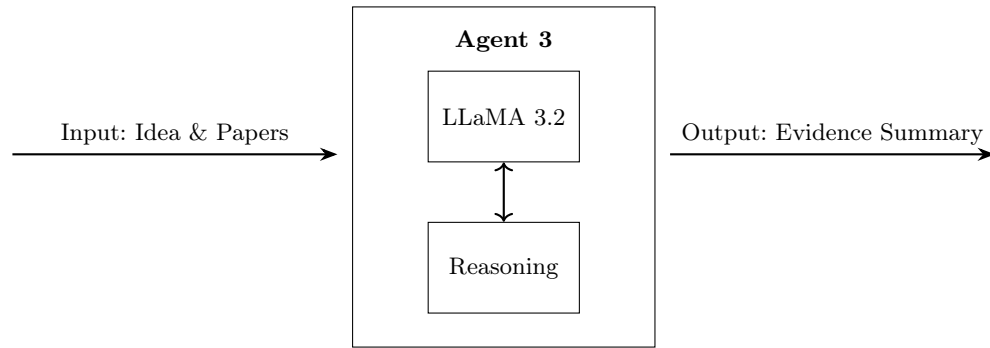 Agent 3
LLaMA 3.2
Input: Idea & Papers
Output: Evidence Summary
Reasoning